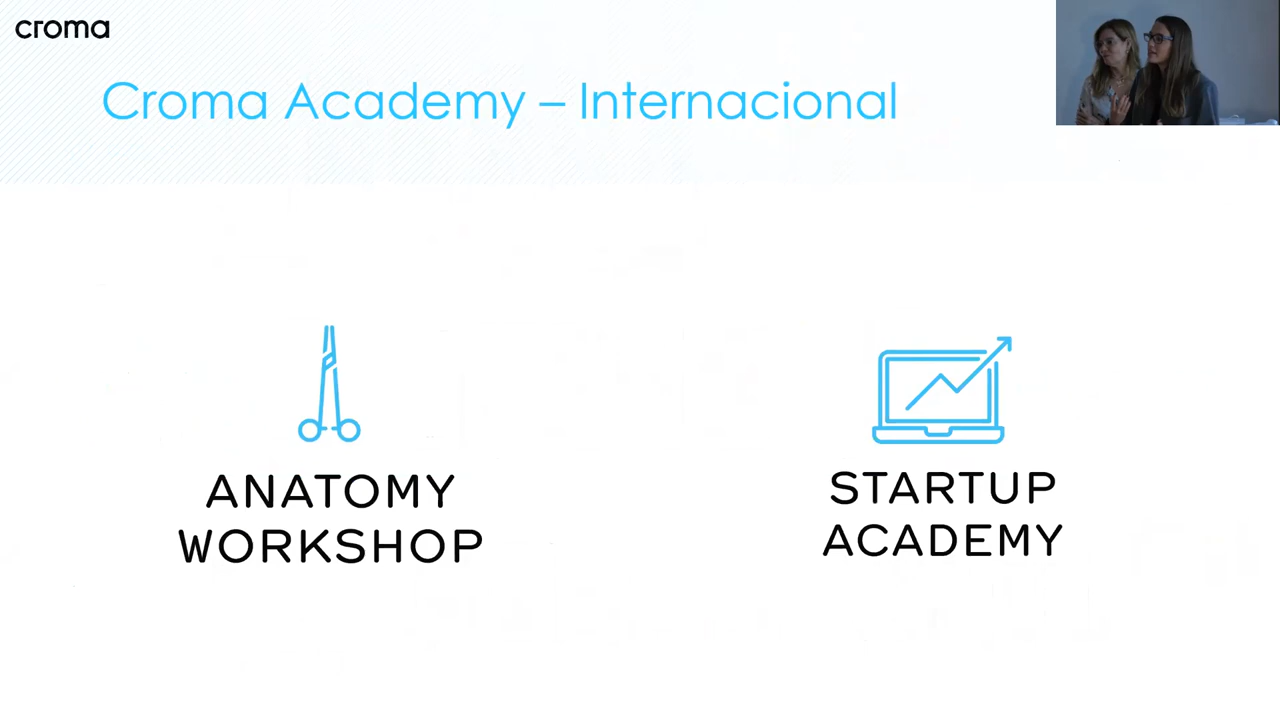 croma
Croma Academy – Internacional
ANATOMY
WORKSHOP
STARTUP
ACADEMY